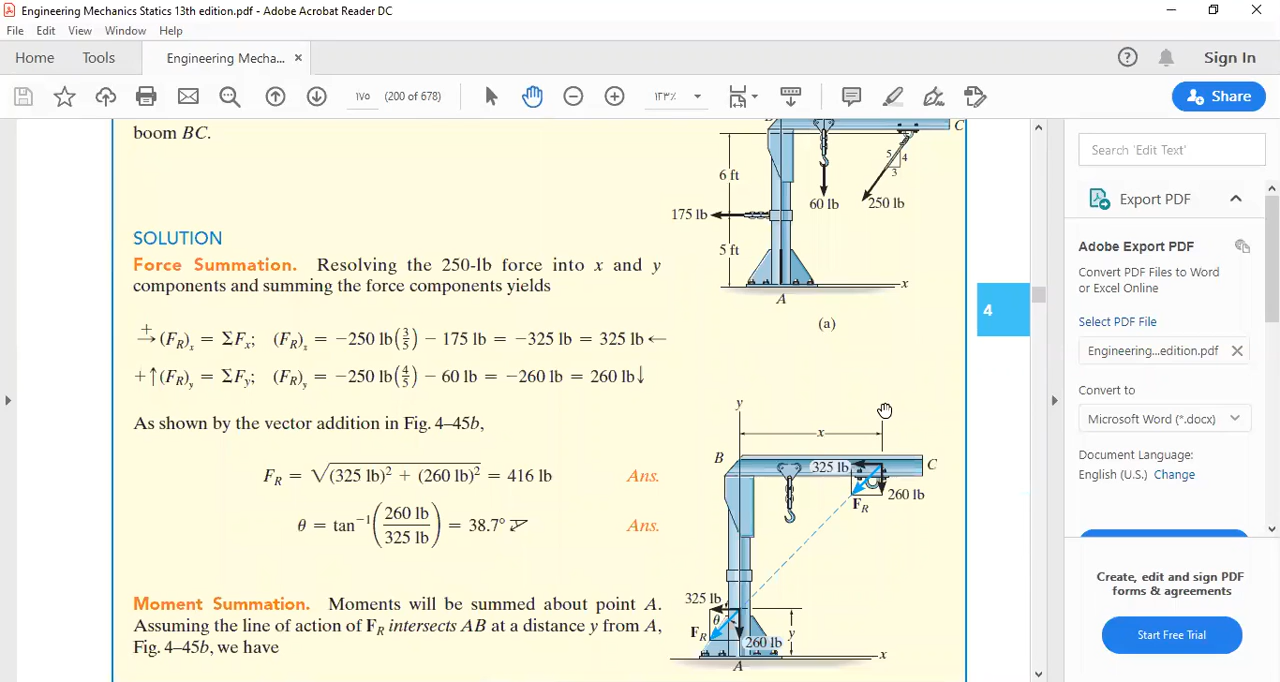 Engineering Mechanics Statics 13th edition.pdf - Adobe Acrobat Reader DC
File Edit View Window Help
Home Tools Engineering Mecha... ×
١٧٥ (200 of 678) ١٢٣٪ Share
Sign In
boom BC.
SOLUTION
Force Summation. Resolving the 250-lb force into x and y
components and summing the force components yields
→+ (F_R)_x = ΣF_x; (F_R)_x = −250 lb(3/5) − 175 lb = −325 lb = 325 lb ←
+↑ (F_R)_y = ΣF_y; (F_R)_y = −250 lb(4/5) − 60 lb = −260 lb = 260 lb↓
As shown by the vector addition in Fig. 4–45b,
F_R = √(325 lb)² + (260 lb)² = 416 lb Ans.
θ = tan⁻¹(260 lb/325 lb) = 38.7° Ans.
Moment Summation. Moments will be summed about point A.
Assuming the line of action of F_R intersects AB at a distance y from A,
Fig. 4–45b, we have
C
6 ft
5 4
3
60 lb
250 lb
175 lb
5 ft
x
A
(a)
4
y
x
B
325 lb
C
260 lb
F_R
325 lb
θ
F_R
260 lb
y
x
A
Search 'Edit Text'
Export PDF
Adobe Export PDF
Convert PDF Files to Word
or Excel Online
Select PDF File
Engineering...edition.pdf ×
Convert to
Microsoft Word (*.docx)
Document Language:
English (U.S.) Change
Create, edit and sign PDF
forms & agreements
Start Free Trial